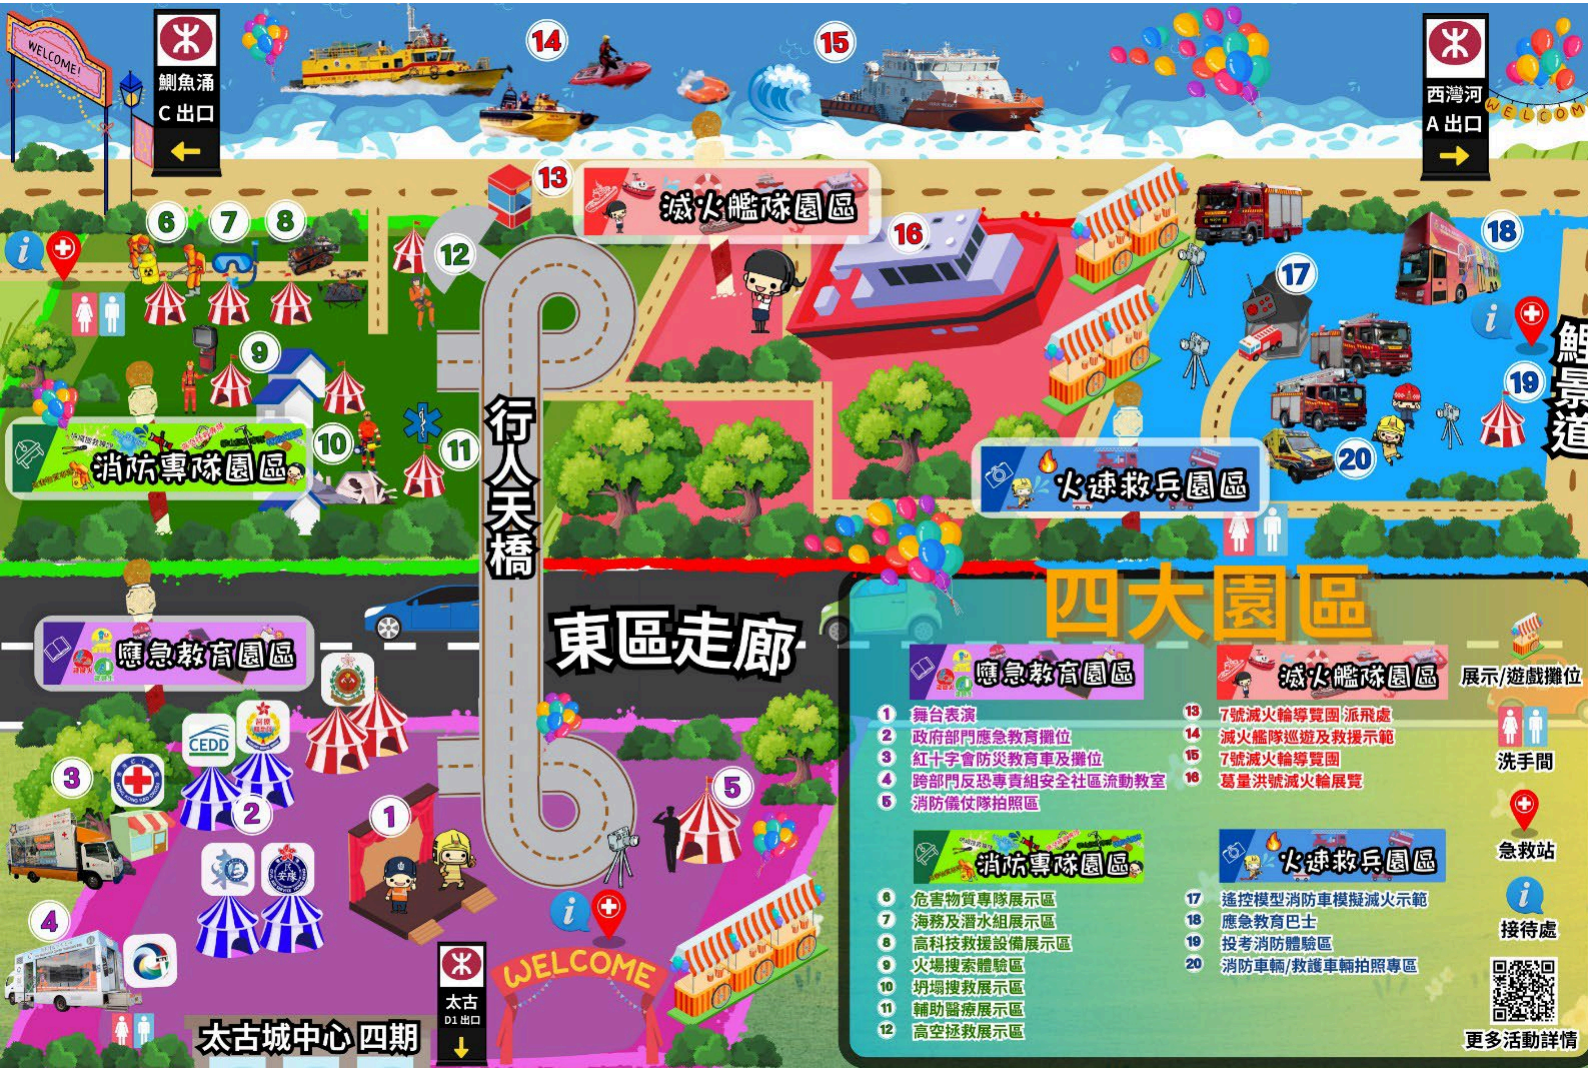 WELCOME!
鰂魚涌
C 出口
14
15
西灣河
A 出口
WELCOM
13
滅火艦隊園區
6
7
8
12
16
18
17
9
10
11
19
20
鯉景道
消防專隊園區
行人天橋
火速救兵園區
應急教育園區
東區走廊
CEDD
3
2
1
5
4
WELCOME
太古
D1 出口
太古城中心 四期
四大園區
應急教育園區
1 舞台表演
2 政府部門應急教育攤位
3 紅十字會防災教育車及攤位
4 跨部門反恐專責組安全社區流動教室
5 消防儀仗隊拍照區
滅火艦隊園區
13 7號滅火輪導覽團 派飛處
14 滅火艦隊巡遊及救援示範
15 7號滅火輪導覽團
16 葛量洪號滅火輪展覽
消防專隊園區
6 危害物質專隊展示區
7 海務及潛水組展示區
8 高科技救援設備展示區
9 火場搜索體驗區
10 坍塌搜救展示區
11 輔助醫療展示區
12 高空拯救展示區
火速救兵園區
17 遙控模型消防車模擬滅火示範
18 應急教育巴士
19 投考消防體驗區
20 消防車輛/救護車輛拍照專區
展示/遊戲攤位
洗手間
急救站
接待處
更多活動詳情